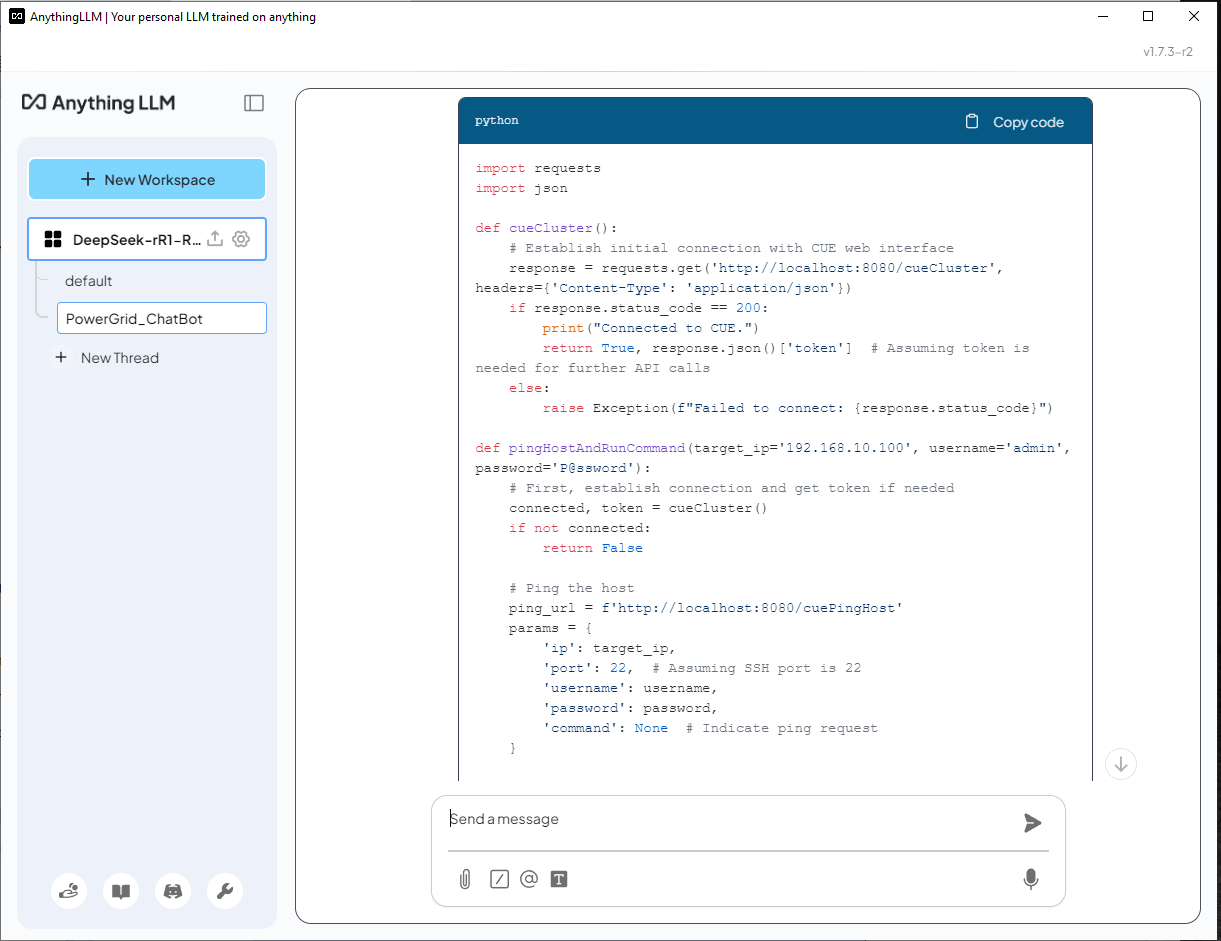 AnythingLLM | Your personal LLM trained on anything
v1.7.3-r2
Anything LLM
New Workspace
DeepSeek-rR1-R...
default
PowerGrid_ChatBot
New Thread
python
Copy code
import requests
import json
def cueCluster():
    # Establish initial connection with CUE web interface
    response = requests.get('http://localhost:8080/cueCluster',
headers={'Content-Type': 'application/json'})
    if response.status_code == 200:
        print("Connected to CUE.")
        return True, response.json()['token']  # Assuming token is
needed for further API calls
    else:
        raise Exception(f"Failed to connect: {response.status_code}")
def pingHostAndRunCommand(target_ip='192.168.10.100', username='admin',
password='P@ssword'):
    # First, establish connection and get token if needed
    connected, token = cueCluster()
    if not connected:
        return False
    # Ping the host
    ping_url = f'http://localhost:8080/cuePingHost'
    params = {
        'ip': target_ip,
        'port': 22,  # Assuming SSH port is 22
        'username': username,
        'password': password,
        'command': None  # Indicate ping request
    }
Send a message